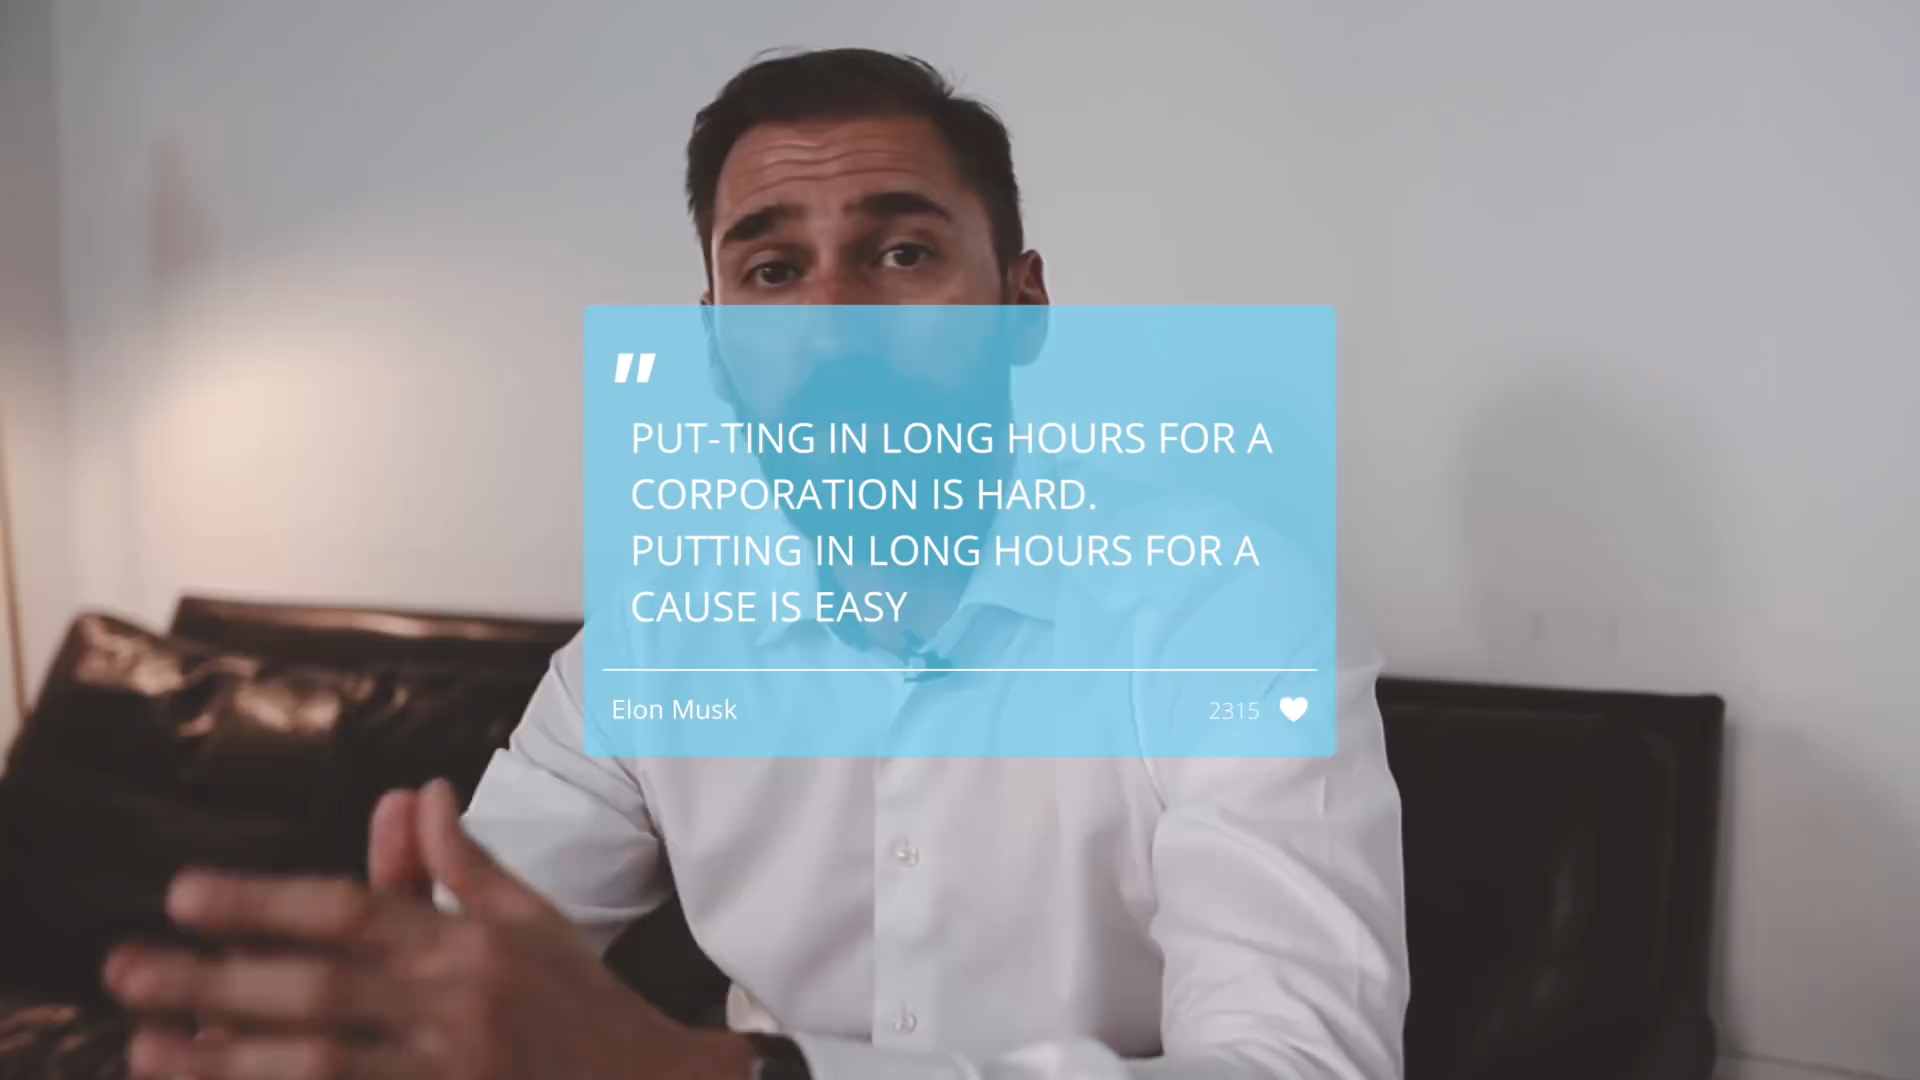 "
PUT-TING IN LONG HOURS FOR A
CORPORATION IS HARD.
PUTTING IN LONG HOURS FOR A
CAUSE IS EASY
Elon Musk
2315